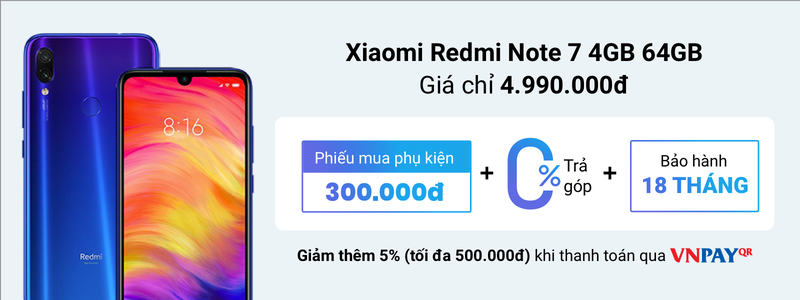 Xiaomi Redmi Note 7 4GB 64GB
Giá chỉ 4.990.000đ
8:16
Redmi
Phiếu mua phụ kiện
300.000đ
+
0% Trả góp
+
Bảo hành
18 THÁNG
Giảm thêm 5% (tối đa 500.000đ) khi thanh toán qua VNPAYQR